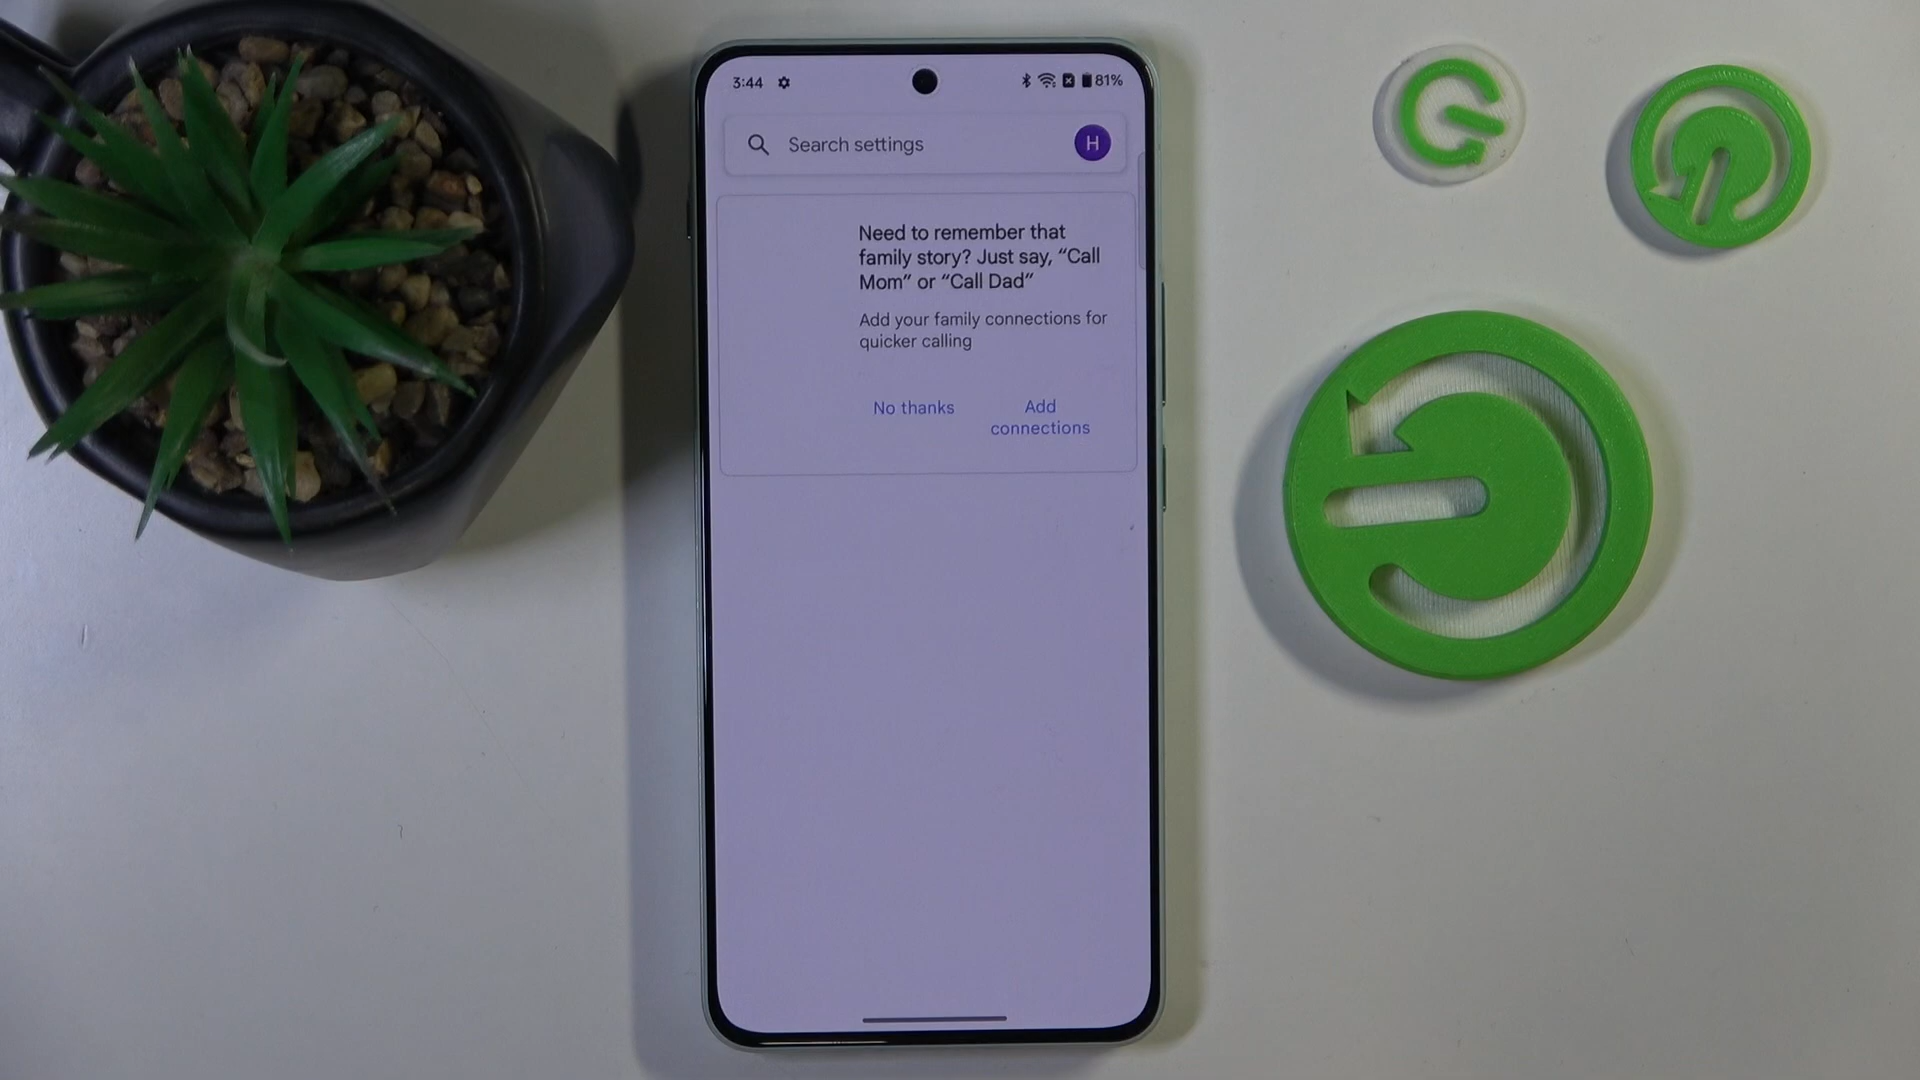 3:44 81%
Search settings H
Need to remember that
family story? Just say, “Call
Mom” or “Call Dad”
Add your family connections for
quicker calling
No thanks
Add
connections